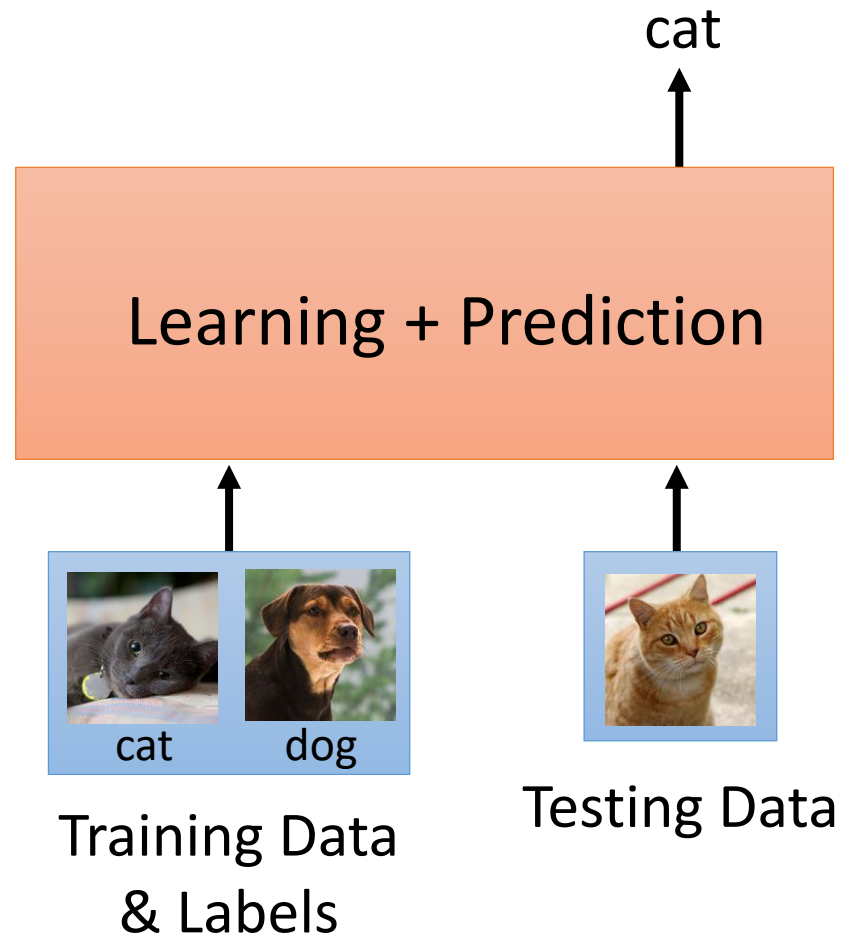 cat
Learning + Prediction
cat
dog
Training Data
& Labels
Testing Data